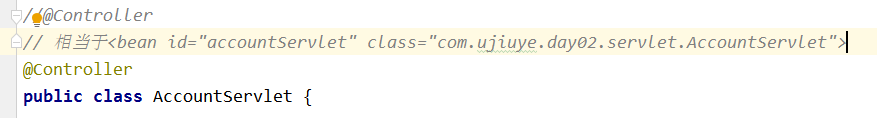 //@Controller
// 相当于<bean id="accountServlet" class="com.ujiuye.day02.servlet.AccountServlet">
@Controller
public class AccountServlet {